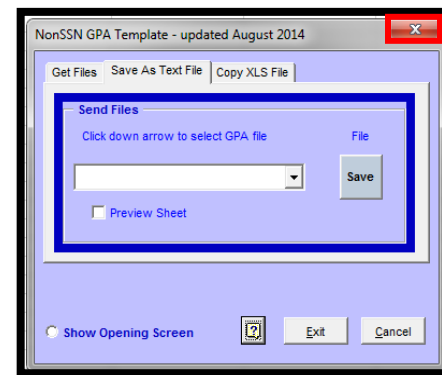 NonSSN GPA Template - updated August 2014
x
Get Files Save As Text File Copy XLS File
Send Files
Click down arrow to select GPA file File
Save
Preview Sheet
Show Opening Screen ? Exit Cancel